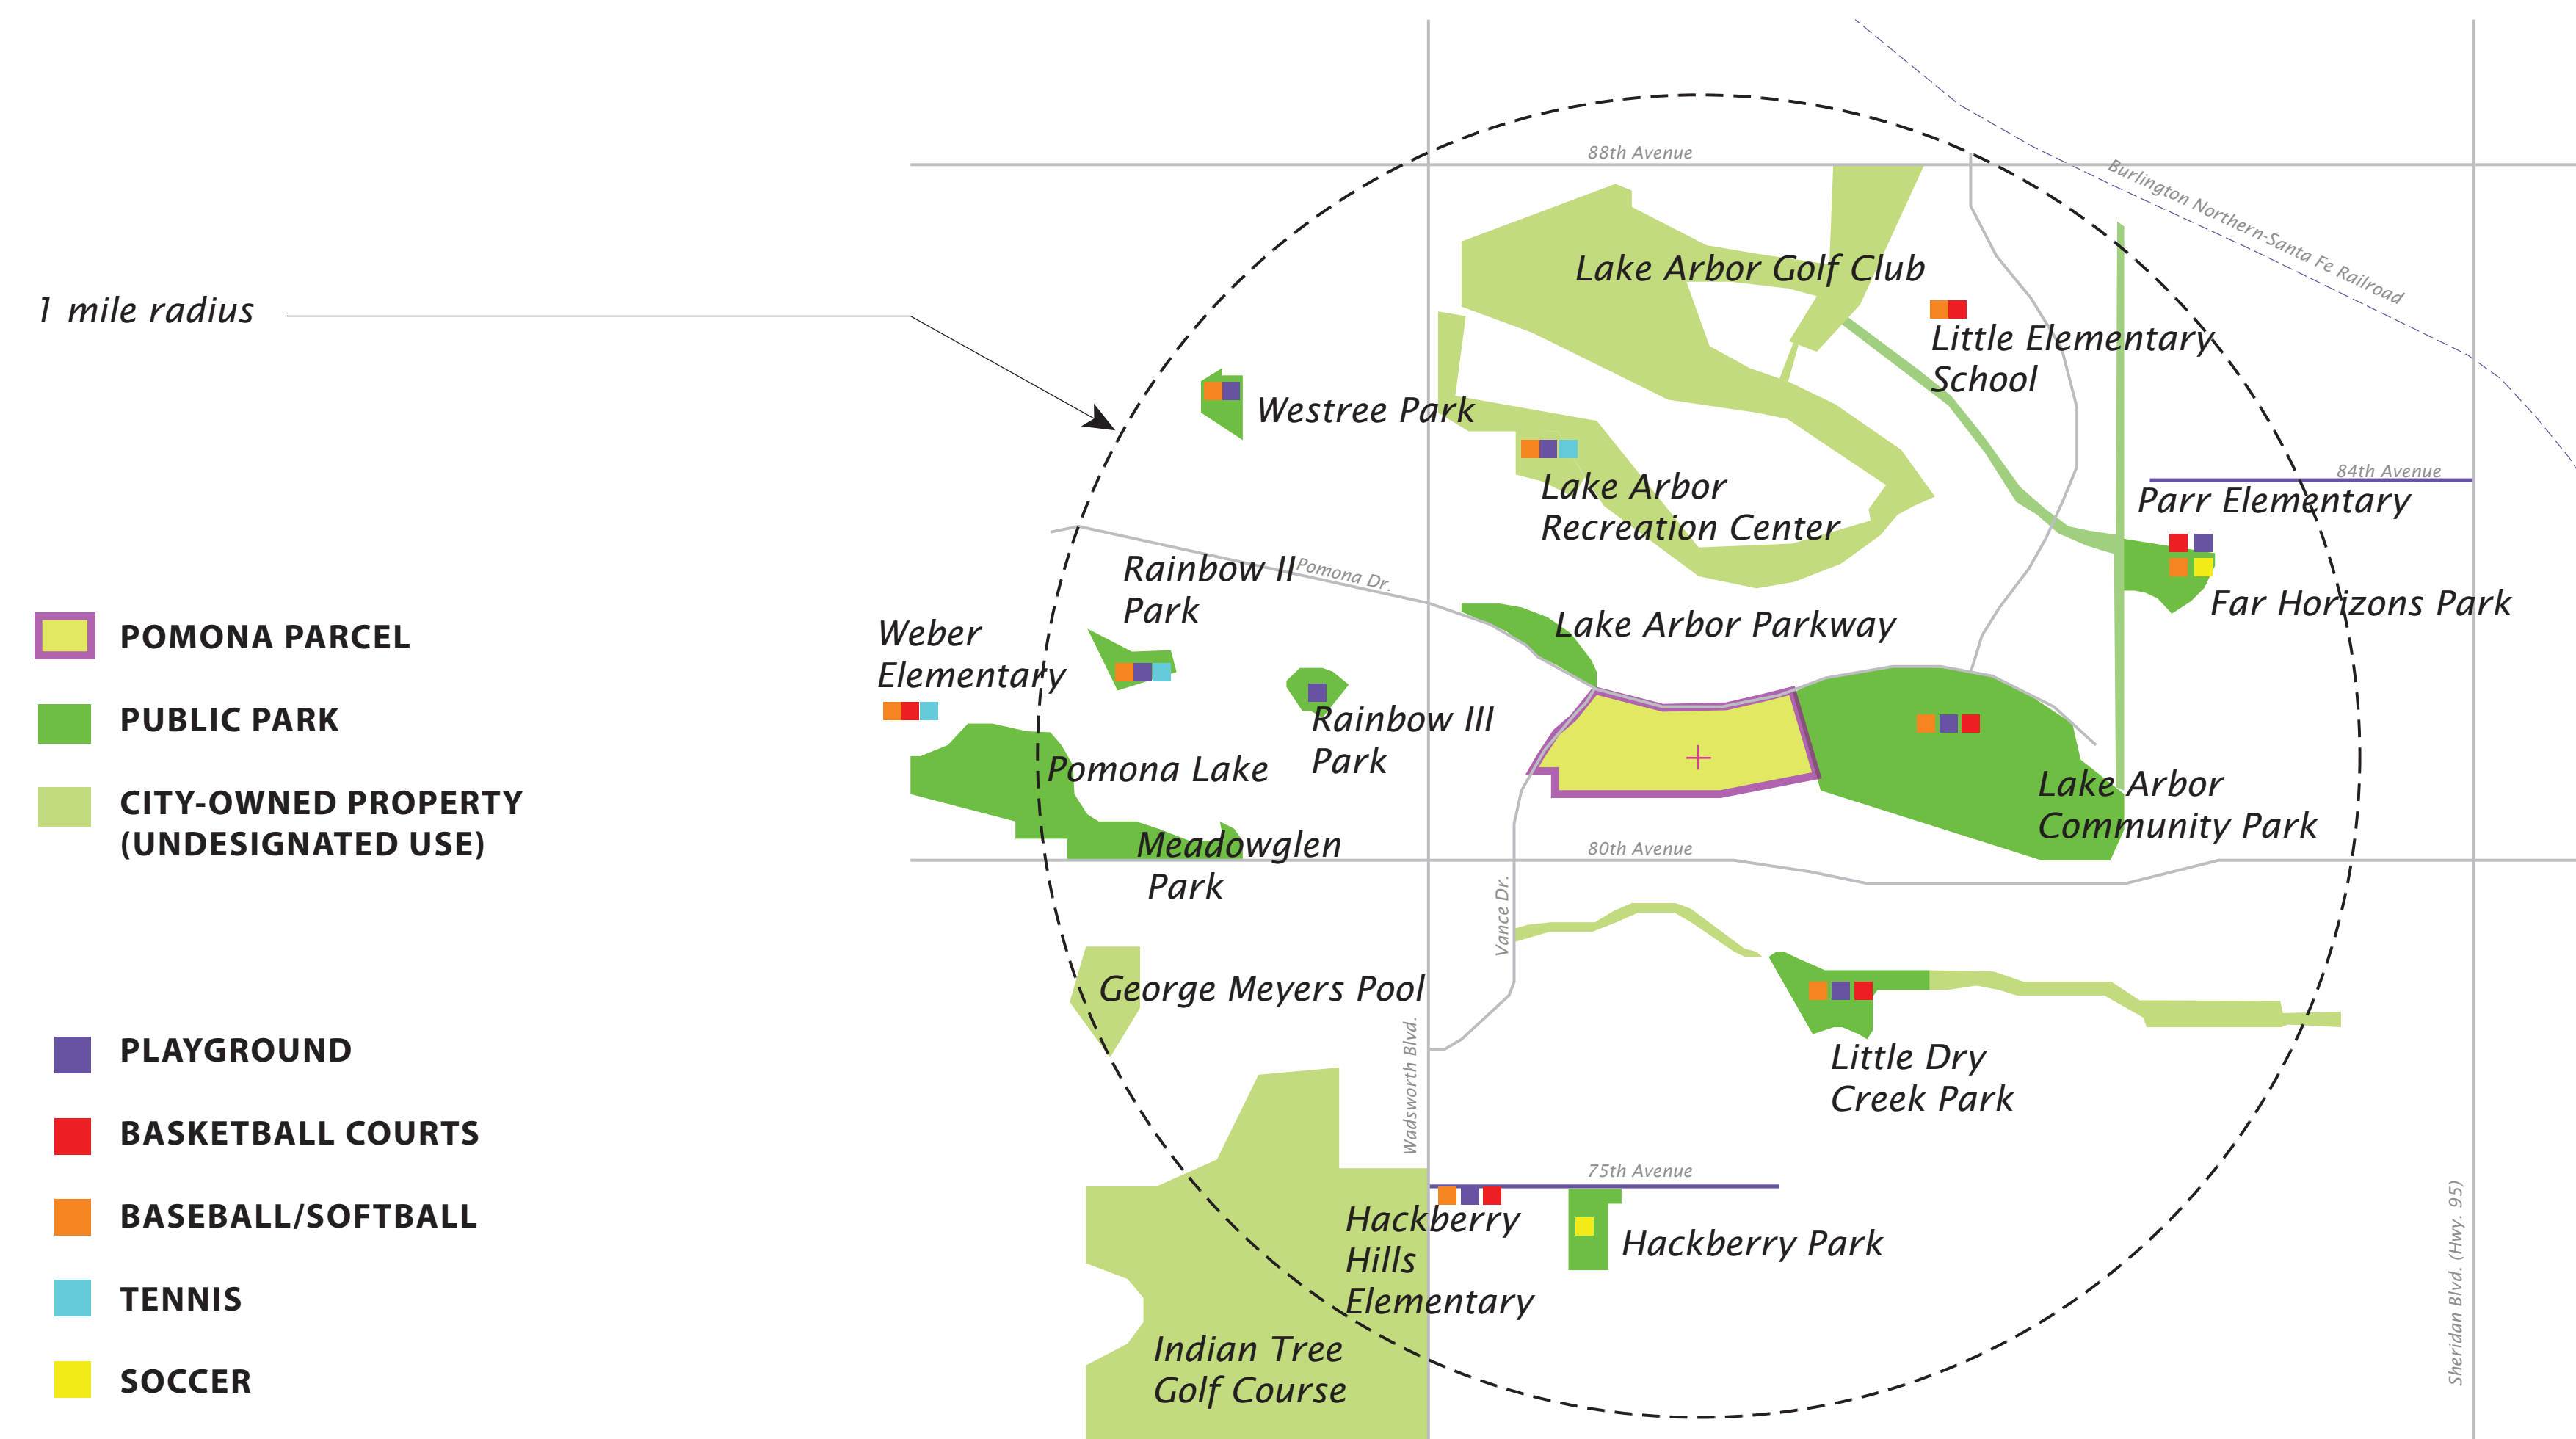 88th Avenue
Burlington Northern-Santa Fe Railroad
Lake Arbor Golf Club
1 mile radius
Little Elementary
School
Westree Park
84th Avenue
Lake Arbor
Recreation Center
Parr Elementary
Rainbow II
Park
Pomona Dr.
Far Horizons Park
Lake Arbor Parkway
Weber
Elementary
POMONA PARCEL
PUBLIC PARK
CITY-OWNED PROPERTY
(UNDESIGNATED USE)
Rainbow III
Park
Pomona Lake
Lake Arbor
Community Park
Meadowglen
Park
80th Avenue
Vance Dr.
George Meyers Pool
Wadsworth Blvd.
Little Dry
Creek Park
PLAYGROUND
BASKETBALL COURTS
BASEBALL/SOFTBALL
TENNIS
SOCCER
75th Avenue
Hackberry
Hills
Elementary
Hackberry Park
Sheridan Blvd. (Hwy. 95)
Indian Tree
Golf Course